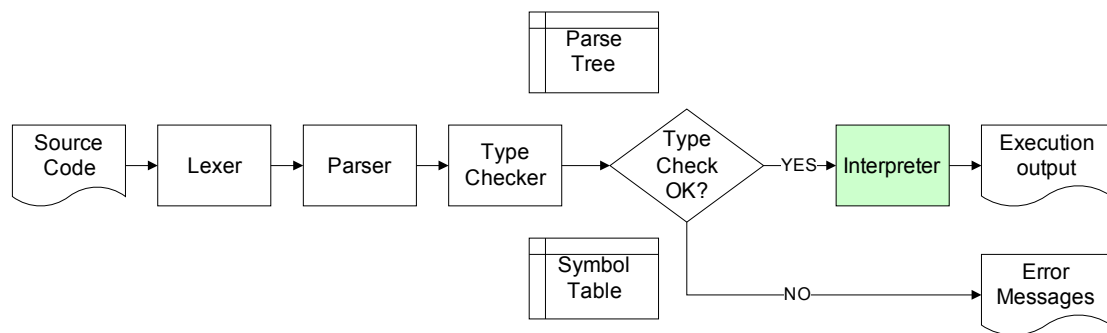 Parse
Tree
Source
Code
Lexer
Parser
Type
Checker
Type
Check
OK?
YES
Interpreter
Execution
output
Symbol
Table
NO
Error
Messages